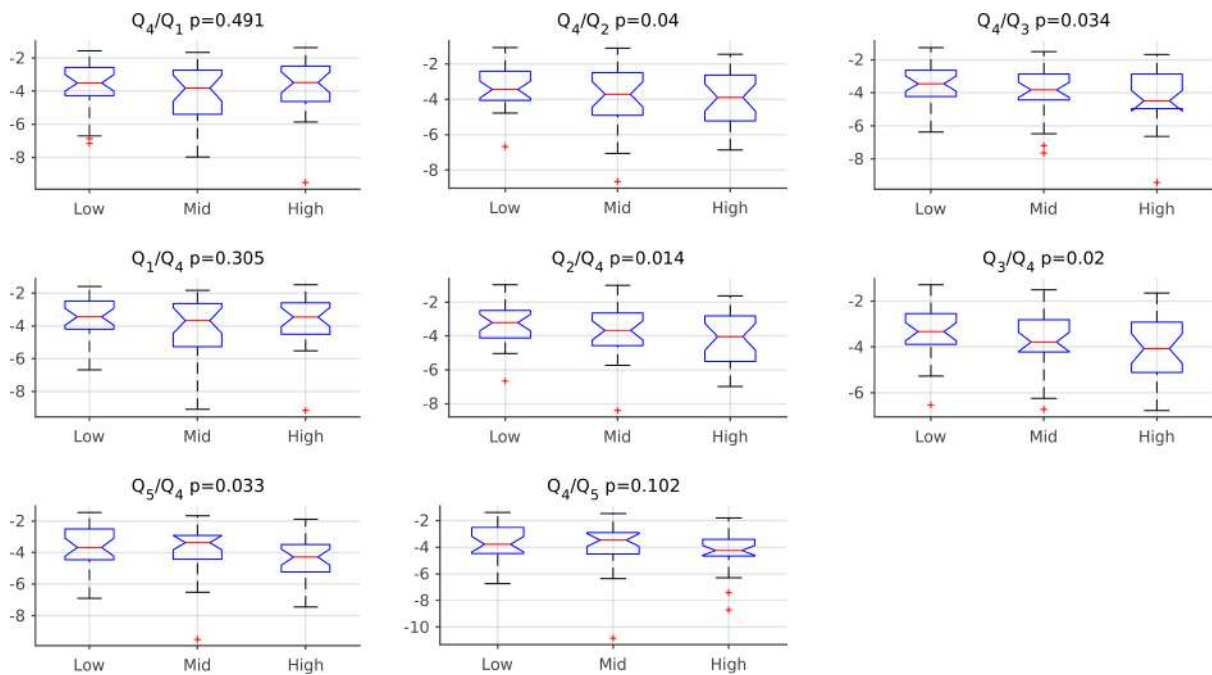 Q4/Q1 p=0.491
-2
-4
-6
-8
Low Mid High
Q4/Q2 p=0.04
-2
-4
-6
-8
Low Mid High
Q4/Q3 p=0.034
-2
-4
-6
-8
Low Mid High
Q1/Q4 p=0.305
-2
-4
-6
-8
Low Mid High
Q2/Q4 p=0.014
-2
-4
-6
-8
Low Mid High
Q3/Q4 p=0.02
-2
-4
-6
Low Mid High
Q5/Q4 p=0.033
-2
-4
-6
-8
Low Mid High
Q4/Q5 p=0.102
-2
-4
-6
-8
-10
Low Mid High